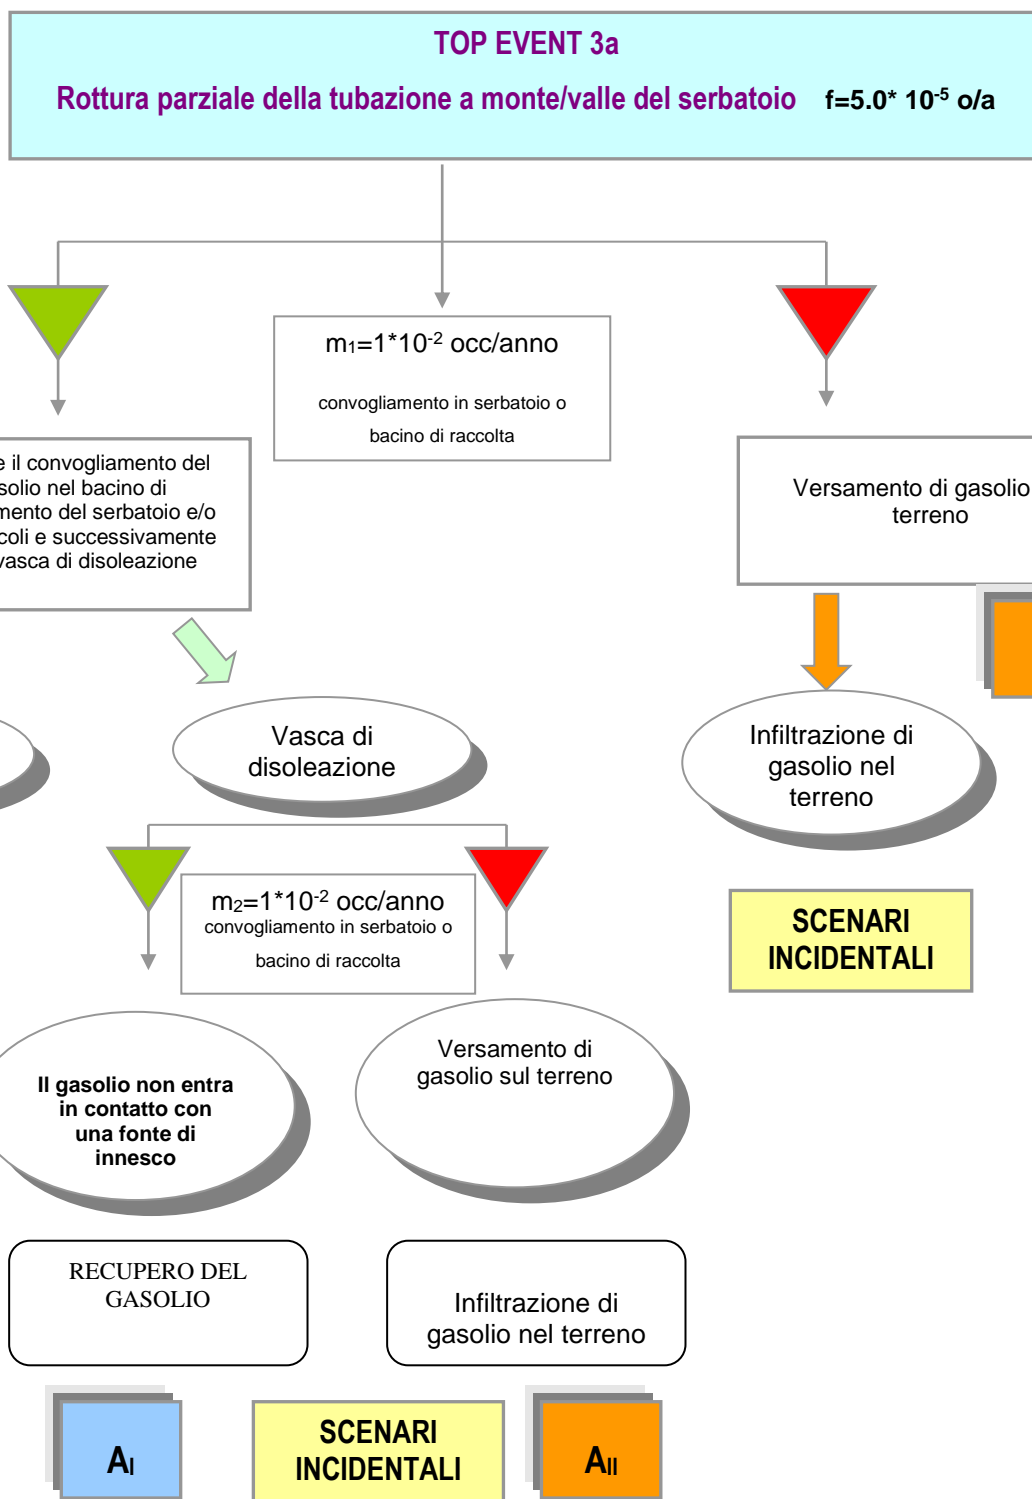 TOP EVENT 3a
Rottura parziale della tubazione a monte/valle del serbatoio f=5.0* 10⁻⁵ o/a
m₁=1*10⁻² occ/anno
convogliamento in serbatoio o
bacino di raccolta
e il convogliamento del
solio nel bacino di
mento del serbatoio e/o
coli e successivamente
vasca di disoleazione
Versamento di gasolio
terreno
Vasca di
disoleazione
Infiltrazione di
gasolio nel
terreno
m₂=1*10⁻² occ/anno
convogliamento in serbatoio o
bacino di raccolta
SCENARI
INCIDENTALI
Il gasolio non entra
in contatto con
una fonte di
innesco
Versamento di
gasolio sul terreno
RECUPERO DEL
GASOLIO
Infiltrazione di
gasolio nel terreno
A_I
SCENARI
INCIDENTALI
A_II